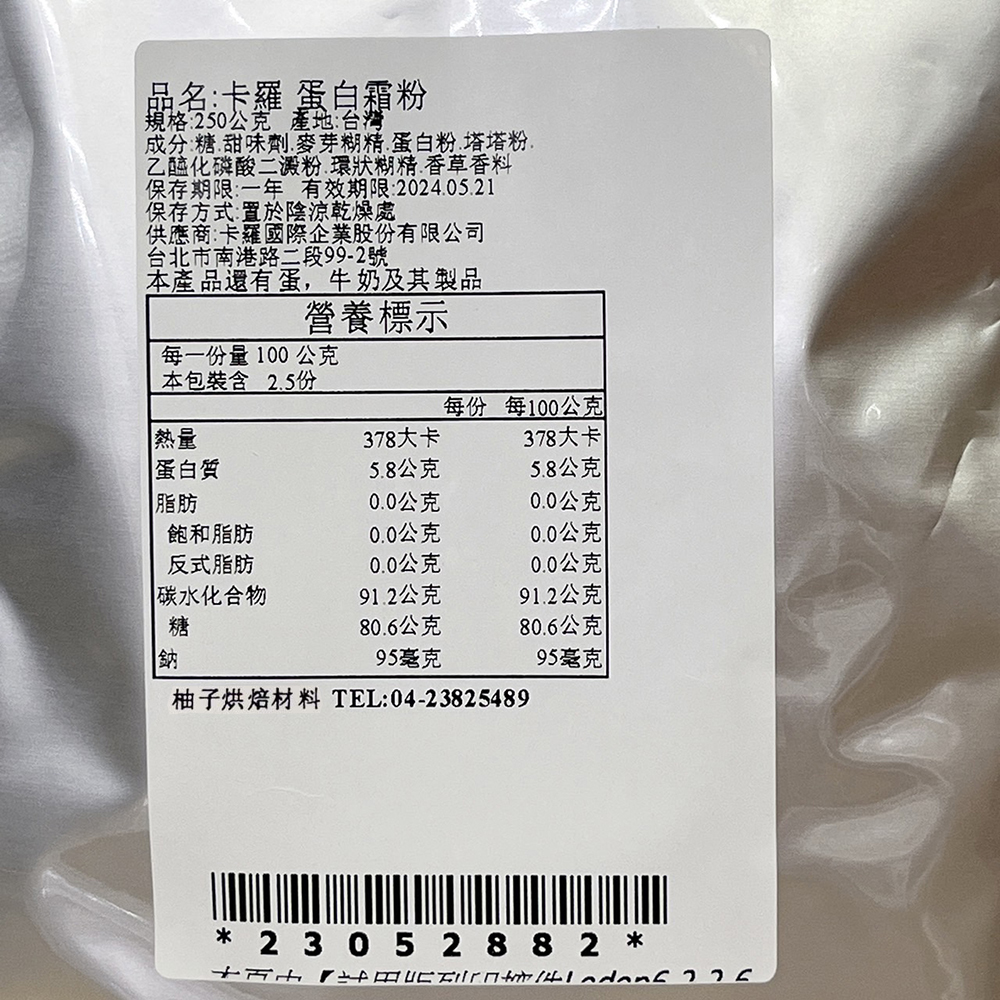 品名:卡羅 蛋白霜粉
規格:250公克 產地:台灣
成分:糖.甜味劑.麥芽糊精.蛋白粉.塔塔粉.
乙醯化磷酸二澱粉.環狀糊精.香草香料
保存期限:一年 有效期限:2024.05.21
保存方式:置於陰涼乾燥處
供應商:卡羅國際企業股份有限公司
台北市南港路二段99-2號
本產品還有蛋，牛奶及其製品
營養標示
每一份量 100 公克
本包裝含 2.5份
每份 每100公克
熱量 378大卡 378大卡
蛋白質 5.8公克 5.8公克
脂肪 0.0公克 0.0公克
飽和脂肪 0.0公克 0.0公克
反式脂肪 0.0公克 0.0公克
碳水化合物 91.2公克 91.2公克
糖 80.6公克 80.6公克
鈉 95毫克 95毫克
柚子烘焙材料 TEL:04-23825489
*23052882*